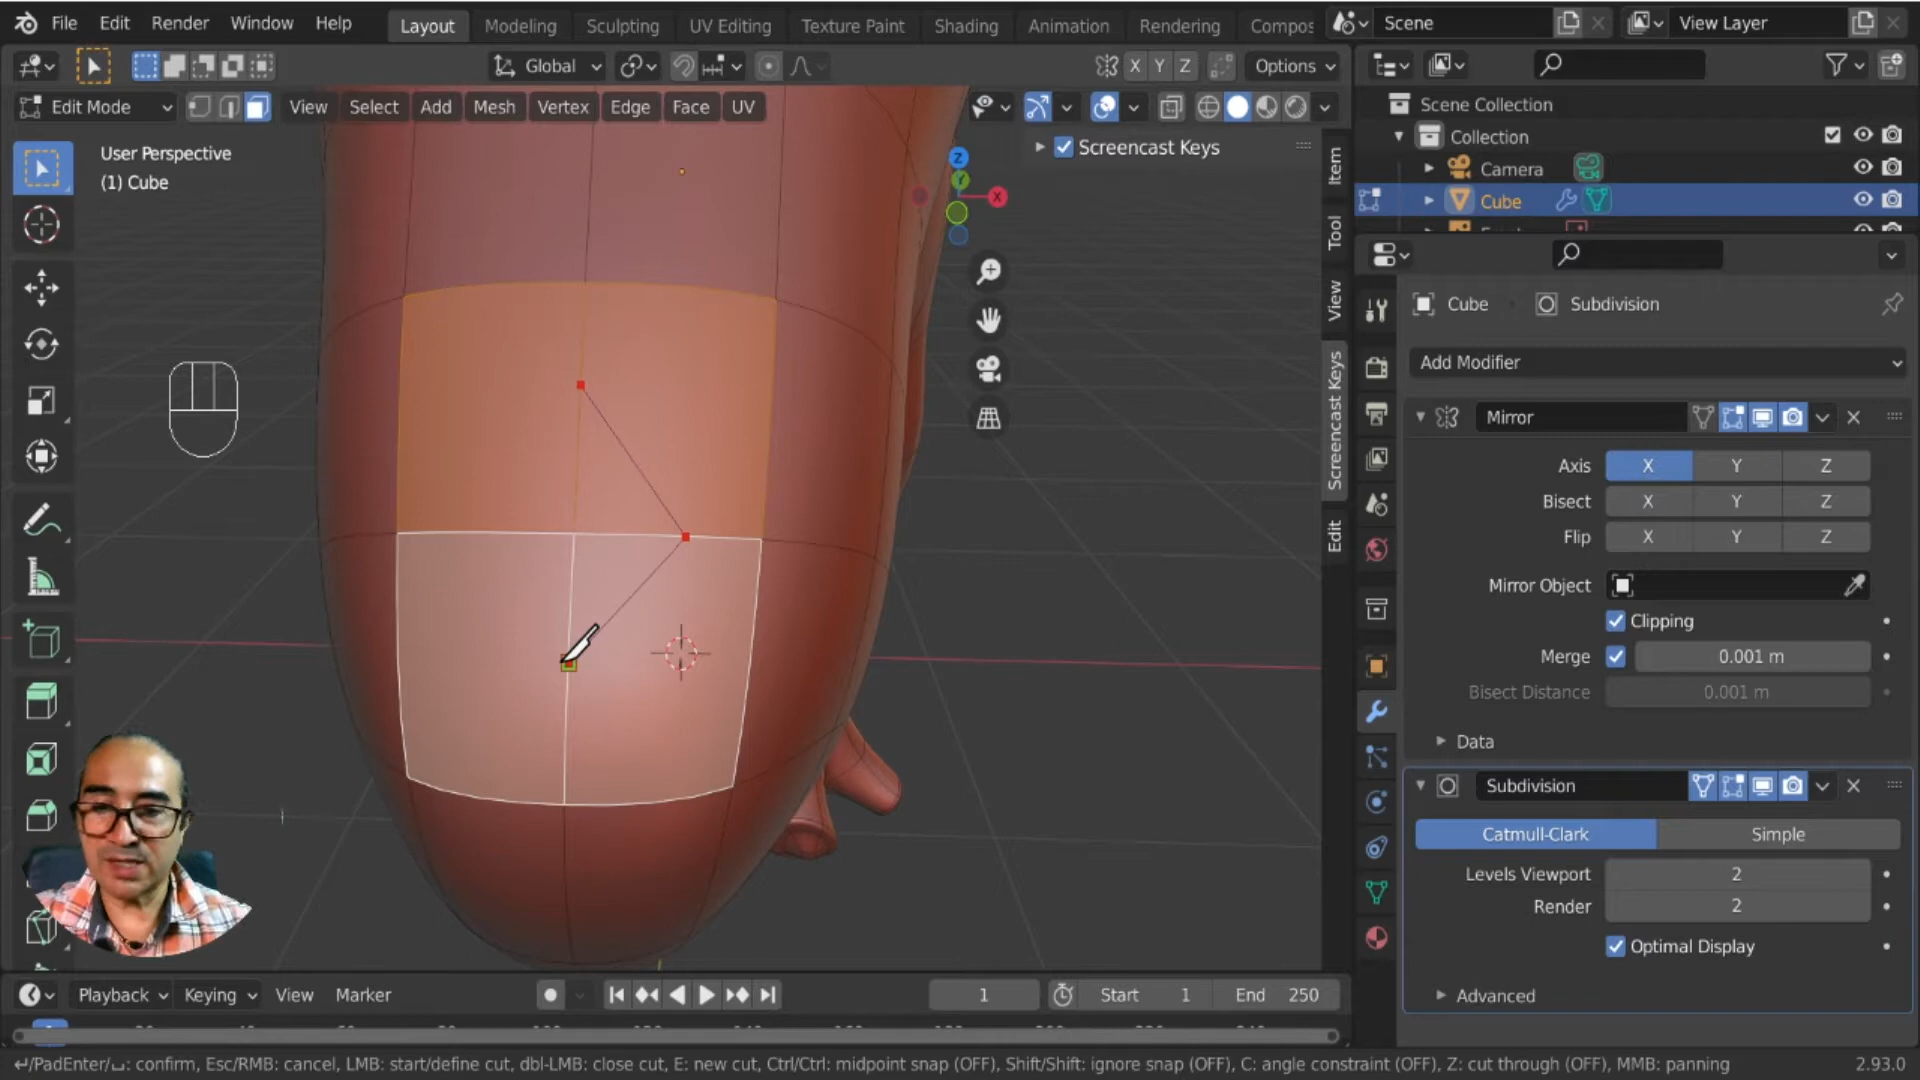 File Edit Render Window Help Layout Modeling Sculpting UV Editing Texture Paint Shading Animation Rendering Compos Scene View Layer
Global X Y Z Options
Edit Mode View Select Add Mesh Vertex Edge Face UV
User Perspective
(1) Cube
Screencast Keys
Z
Y
X
Item
Tool
View
Screencast Keys
Edit
Scene Collection
Collection
Camera
Cube
Cube Subdivision
Add Modifier
Mirror
Axis X Y Z
Bisect X Y Z
Flip X Y Z
Mirror Object
Clipping
Merge 0.001 m
Bisect Distance 0.001 m
Data
Subdivision
Catmull-Clark Simple
Levels Viewport 2
Render 2
Optimal Display
Advanced
Playback Keying View Marker 1 Start 1 End 250
↵/PadEnter/⎵: confirm, Esc/RMB: cancel, LMB: start/define cut, dbl-LMB: close cut, E: new cut, Ctrl/Ctrl: midpoint snap (OFF), Shift/Shift: ignore snap (OFF), C: angle constraint (OFF), Z: cut through (OFF), MMB: panning 2.93.0